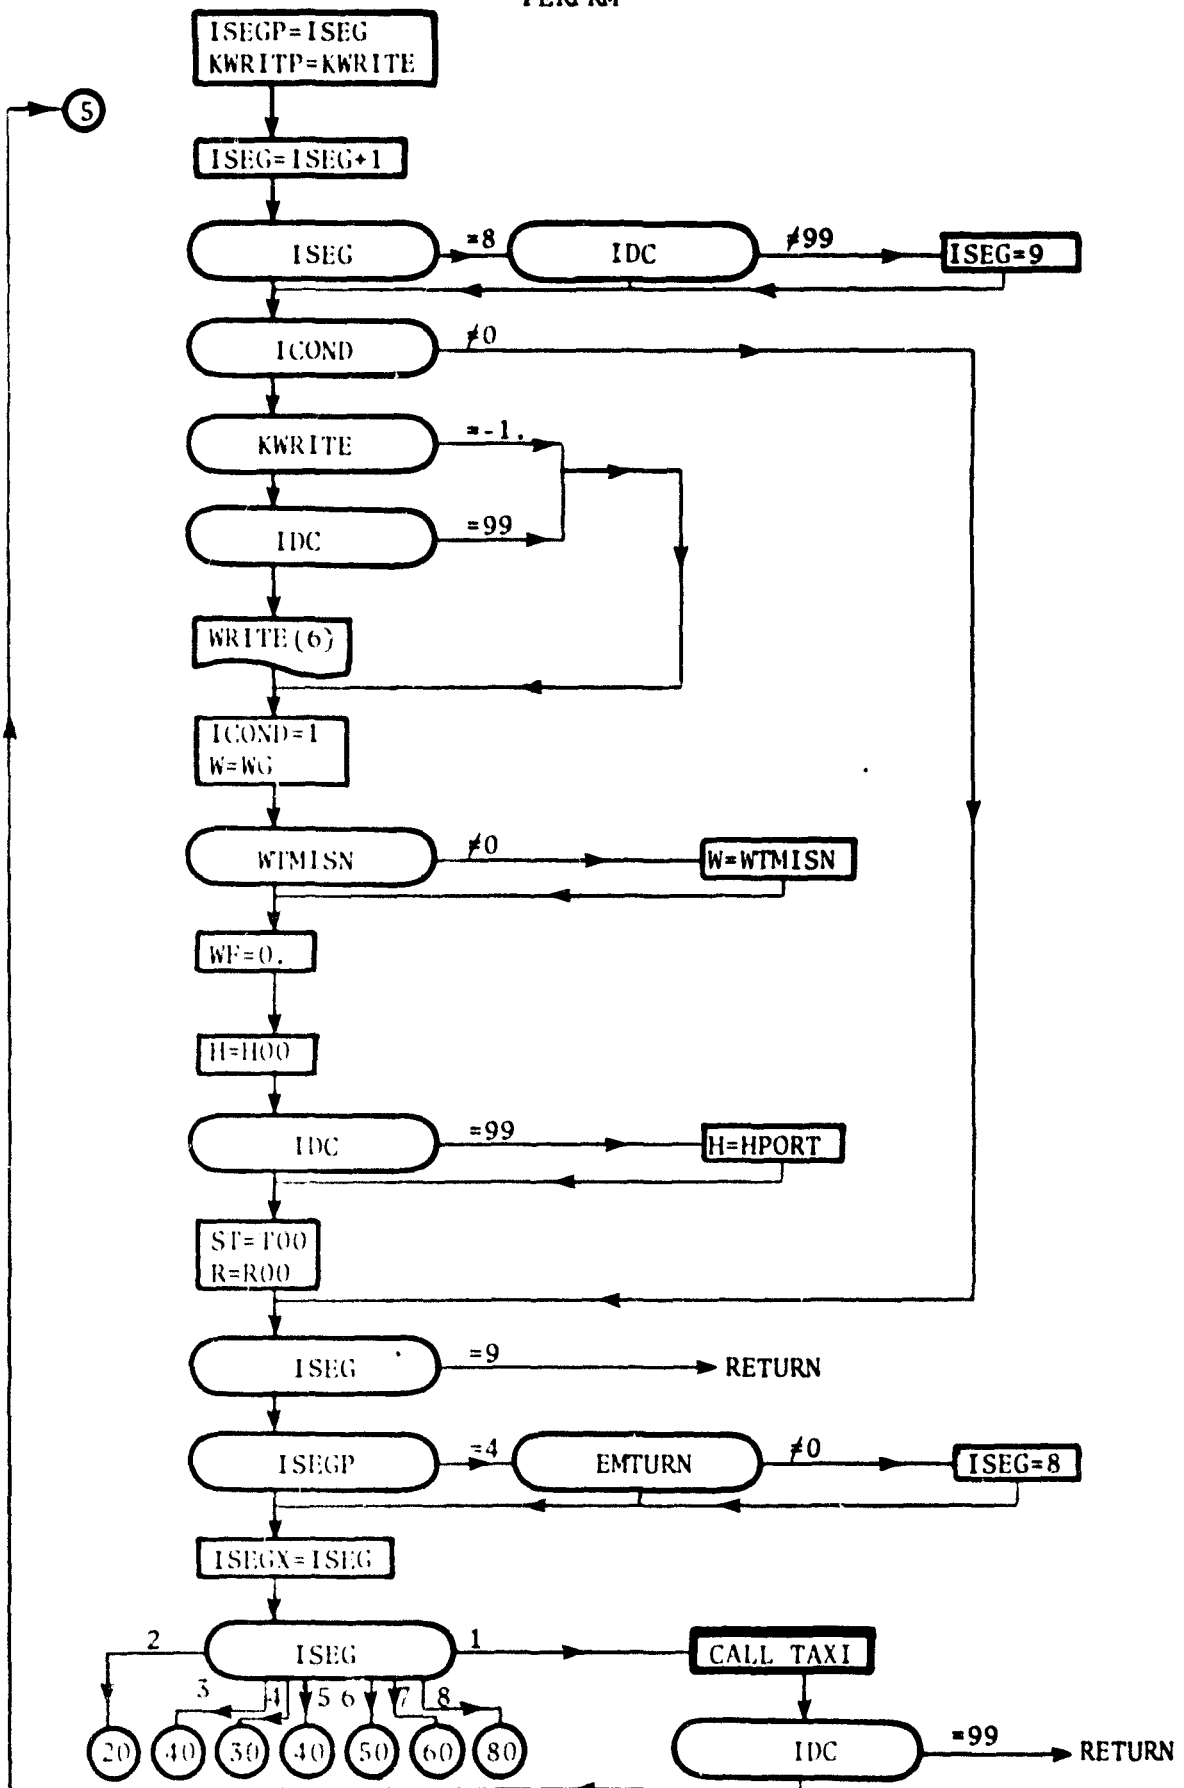 ISEGP=ISEG
KWRITP=KWRITE
5
ISEG=ISEG+1
ISEG
=8
IDC
≠99
ISEG=9
ICOND
≠0
KWRITE
=-1.
IDC
=99
WRITE(6)
ICOND=1
W=WG
WTMISN
≠0
W=WTMISN
WF=0.
H=H00
IDC
=99
H=HPORT
ST=T00
R=R00
ISEG
=9
RETURN
ISEGP
=4
EMTURN
≠0
ISEG=8
ISEGX=ISEG
2
ISEG
1
CALL TAXI
3
4
5
6
7
8
20
40
30
40
50
60
80
IDC
=99
RETURN